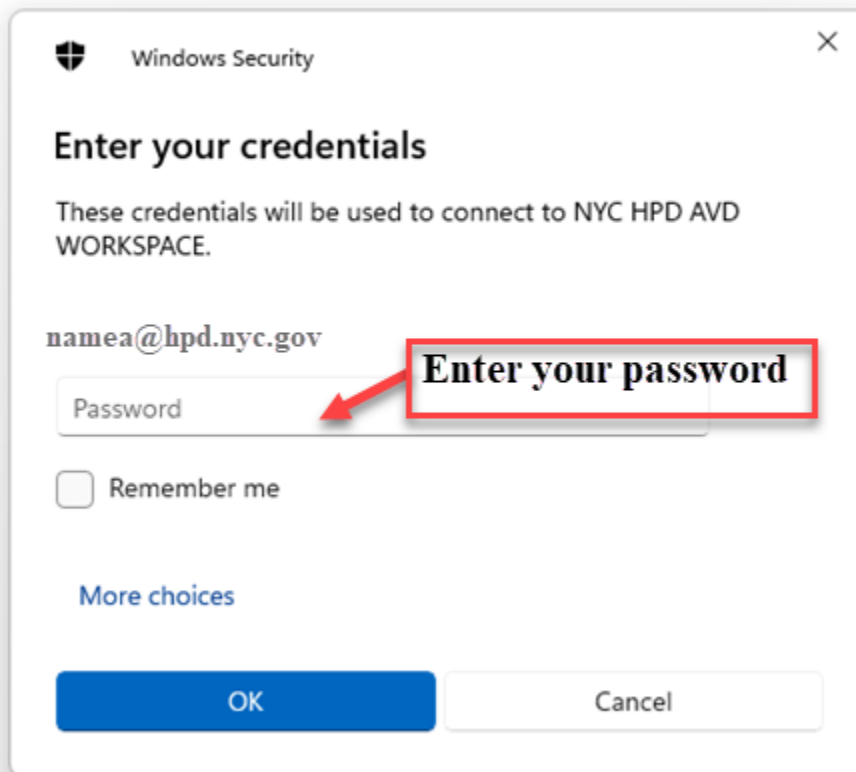 Windows Security
Enter your credentials
These credentials will be used to connect to NYC HPD AVD
WORKSPACE.
namea@hpd.nyc.gov
Enter your password
Password
Remember me
More choices
OK
Cancel